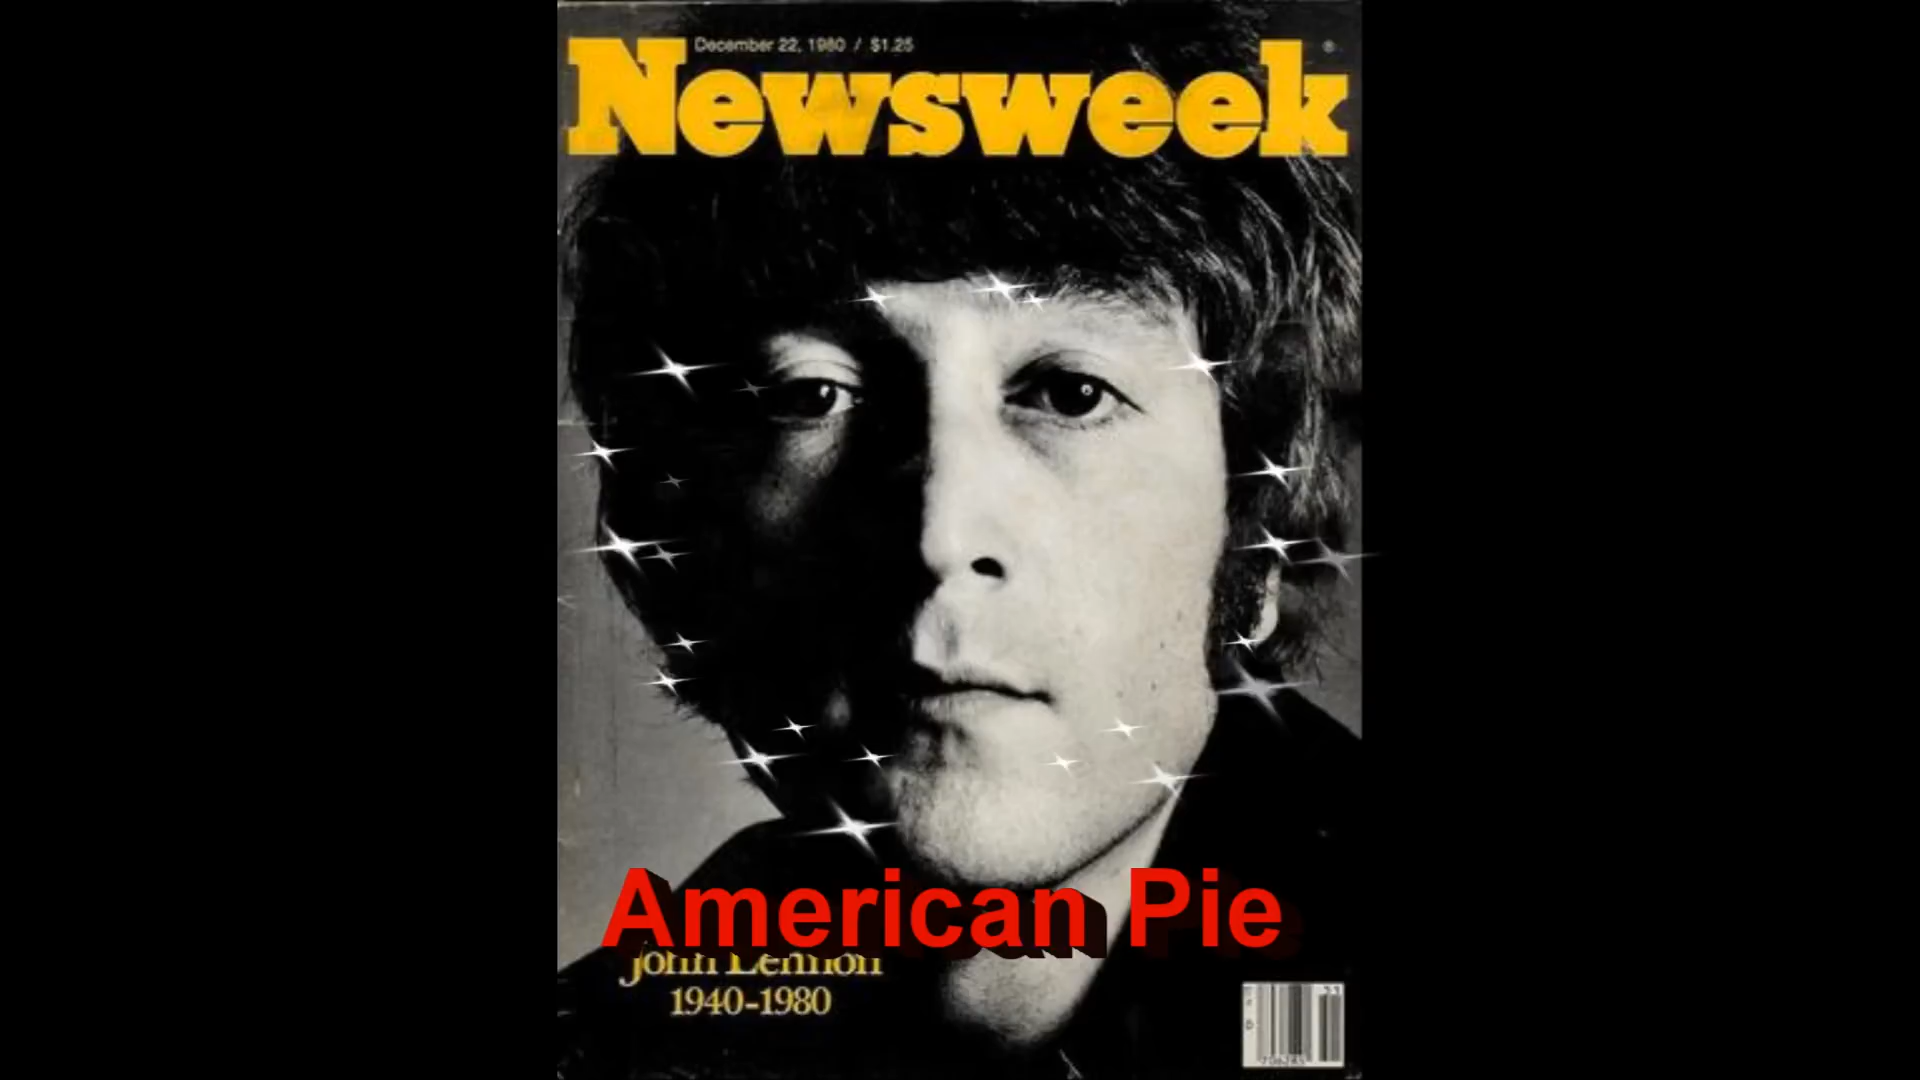 December 22, 1980 / $1.25
Newsweek
American Pie
John Lennon
1940-1980